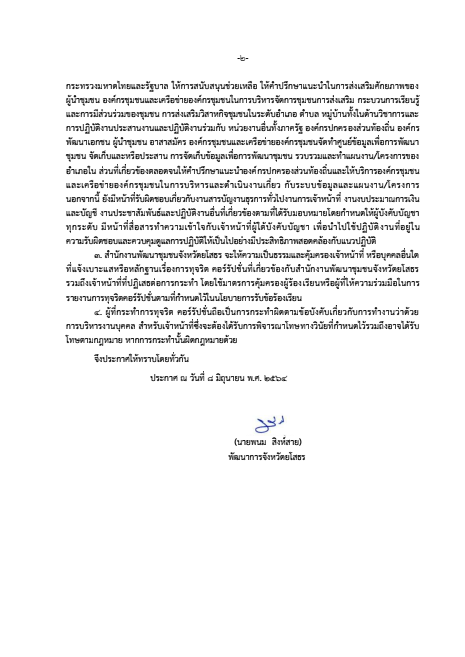 -๒-
กระทรวงมหาดไทยและรัฐบาล ให้การสนับสนุนช่วยเหลือ ให้คำปรึกษาแนะนำในการส่งเสริมศักยภาพของ
ผู้นำชุมชน องค์กรชุมชนและเครือข่ายองค์กรชุมชนในการบริหารจัดการชุมชนการส่งเสริม กระบวนการเรียนรู้
และการมีส่วนร่วมของชุมชน การส่งเสริมวิสาหกิจชุมชนในระดับอำเภอ ตำบล หมู่บ้านทั้งในด้านวิชาการและ
การปฏิบัติงานประสานงานและปฏิบัติงานร่วมกับ หน่วยงานอื่นทั้งภาครัฐ องค์กรปกครองส่วนท้องถิ่น องค์กร
พัฒนาเอกชน ผู้นำชุมชน อาสาสมัคร องค์กรชุมชนและเครือข่ายองค์กรชุมชนจัดทำศูนย์ข้อมูลเพื่อการพัฒนา
ชุมชน จัดเก็บและหรือประสาน การจัดเก็บข้อมูลเพื่อการพัฒนาชุมชน รวบรวมและทำแผนงาน/โครงการของ
อำเภอใน ส่วนที่เกี่ยวข้องตลอดจนให้คำปรึกษาแนะนำองค์กรปกครองส่วนท้องถิ่นและให้บริการองค์กรชุมชน
และเครือข่ายองค์กรชุมชนในการบริหารและดำเนินงานเกี่ยว กับระบบข้อมูลและแผนงาน/โครงการ
นอกจากนี้ ยังมีหน้าที่รับผิดชอบเกี่ยวกับงานสารบัญงานธุรการทั่วไปงานการเจ้าหน้าที่ งานงบประมาณการเงิน
และบัญชี งานประชาสัมพันธ์และปฏิบัติงานอื่นที่เกี่ยวข้องตามที่ได้รับมอบหมายโดยกำหนดให้ผู้บังคับบัญชา
ทุกระดับ มีหน้าที่สื่อสารทำความเข้าใจกับเจ้าหน้าที่ผู้ใต้บังคับบัญชา เพื่อนำไปใช้ปฏิบัติงานที่อยู่ใน
ความรับผิดชอบและควบคุมดูแลการปฏิบัติให้เป็นไปอย่างมีประสิทธิภาพสอดคล้องกับแนวปฏิบัติ
๓. สำนักงานพัฒนาชุมชนจังหวัดยโสธร จะให้ความเป็นธรรมและคุ้มครองเจ้าหน้าที่ หรือบุคคลอื่นใด
ที่แจ้งเบาะแสหรือหลักฐานเรื่องการทุจริต คอร์รัปชั่นที่เกี่ยวข้องกับสำนักงานพัฒนาชุมชนจังหวัดยโสธร
รวมถึงเจ้าหน้าที่ที่ปฏิเสธต่อการกระทำ โดยใช้มาตรการคุ้มครองผู้ร้องเรียนหรือผู้ที่ให้ความร่วมมือในการ
รายงานการทุจริตคอร์รัปชั่นตามที่กำหนดไว้ในนโยบายการรับข้อร้องเรียน
๔. ผู้ที่กระทำการทุจริต คอร์รัปชั่นถือเป็นการกระทำผิดตามข้อบังคับเกี่ยวกับการทำงานว่าด้วย
การบริหารงานบุคคล สำหรับเจ้าหน้าที่ซึ่งจะต้องได้รับการพิจารณาโทษทางวินัยที่กำหนดไว้รวมถึงอาจได้รับ
โทษตามกฎหมาย หากการกระทำนั้นผิดกฎหมายด้วย
จึงประกาศให้ทราบโดยทั่วกัน
ประกาศ ณ วันที่ ๘ มิถุนายน พ.ศ. ๒๕๖๔
(นายพนม สิงห์สาย)
พัฒนาการจังหวัดยโสธร